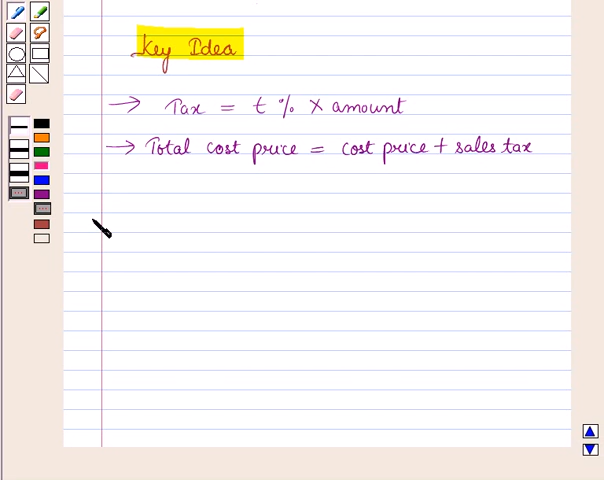 Key Idea
→ Tax = t % × amount
→ Total cost price = cost price + sales tax